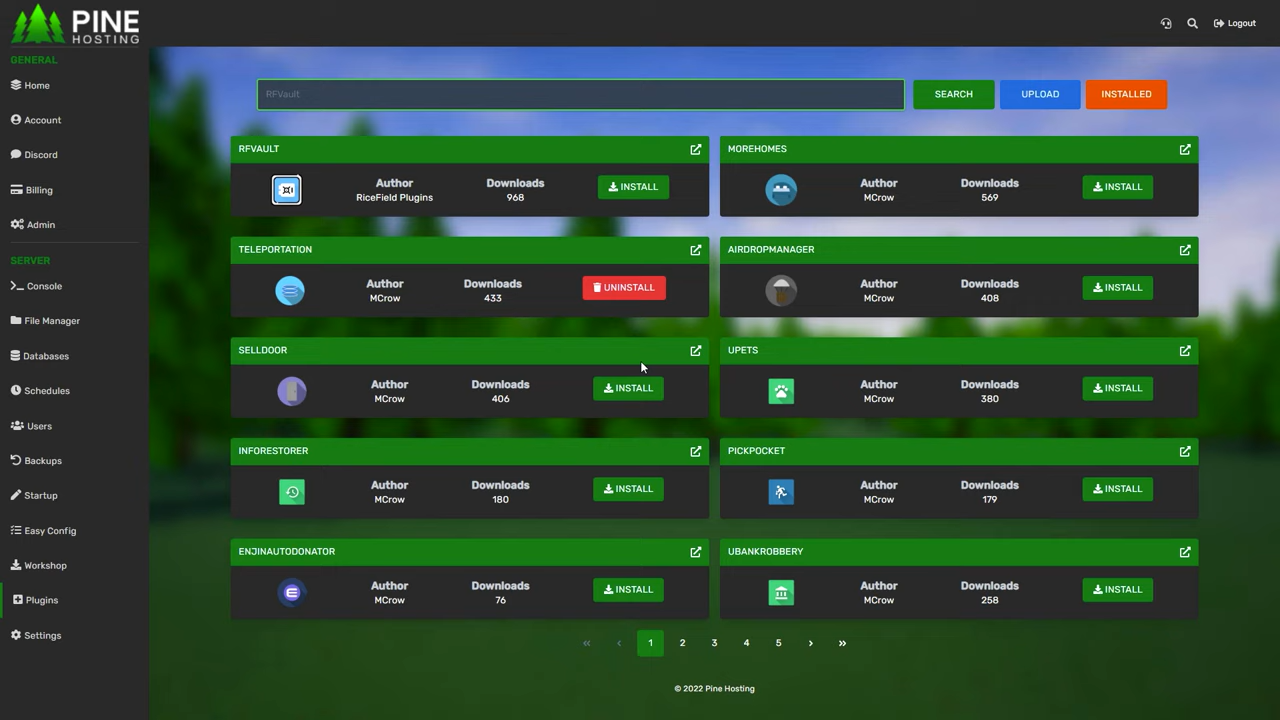 PINE
HOSTING
Logout
GENERAL
Home
Account
Discord
Billing
Admin
SERVER
Console
File Manager
Databases
Schedules
Users
Backups
Startup
Easy Config
Workshop
Plugins
Settings
RFVault
SEARCH
UPLOAD
INSTALLED
RFVAULT
Author
Downloads
RiceField Plugins
968
INSTALL
MOREHOMES
Author
Downloads
MCrow
569
INSTALL
TELEPORTATION
Author
Downloads
MCrow
433
UNINSTALL
AIRDROPMANAGER
Author
Downloads
MCrow
408
INSTALL
SELLDOOR
Author
Downloads
MCrow
406
INSTALL
UPETS
Author
Downloads
MCrow
380
INSTALL
INFORESTORER
Author
Downloads
MCrow
180
INSTALL
PICKPOCKET
Author
Downloads
MCrow
179
INSTALL
ENJINAUTODONATOR
Author
Downloads
MCrow
76
INSTALL
UBANKROBBERY
Author
Downloads
MCrow
258
INSTALL
« ‹ 1 2 3 4 5 › »
© 2022 Pine Hosting